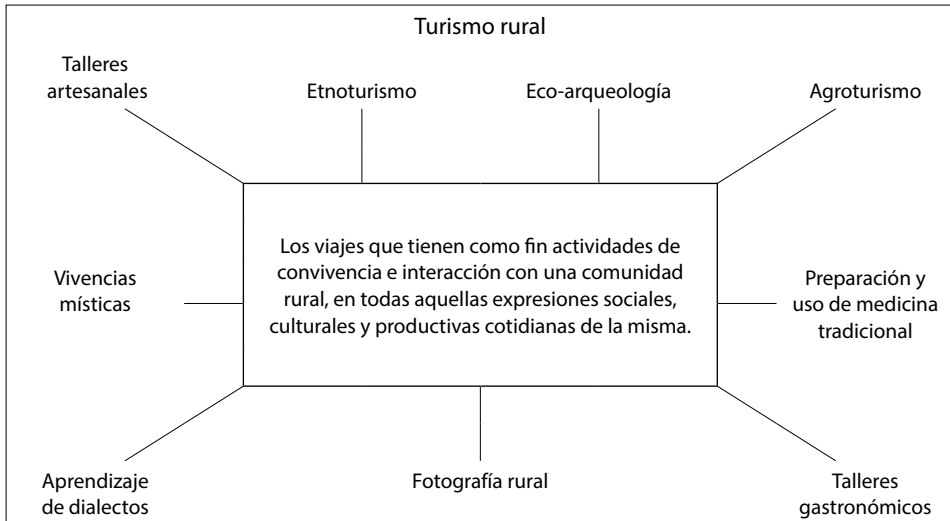 Turismo rural
Talleres
artesanales
Etnoturismo
Eco-arqueología
Agroturismo
Los viajes que tienen como fin actividades de
convivencia e interacción con una comunidad
rural, en todas aquellas expresiones sociales,
culturales y productivas cotidianas de la misma.
Vivencias
místicas
Preparación y
uso de medicina
tradicional
Aprendizaje
de dialectos
Fotografía rural
Talleres
gastronómicos